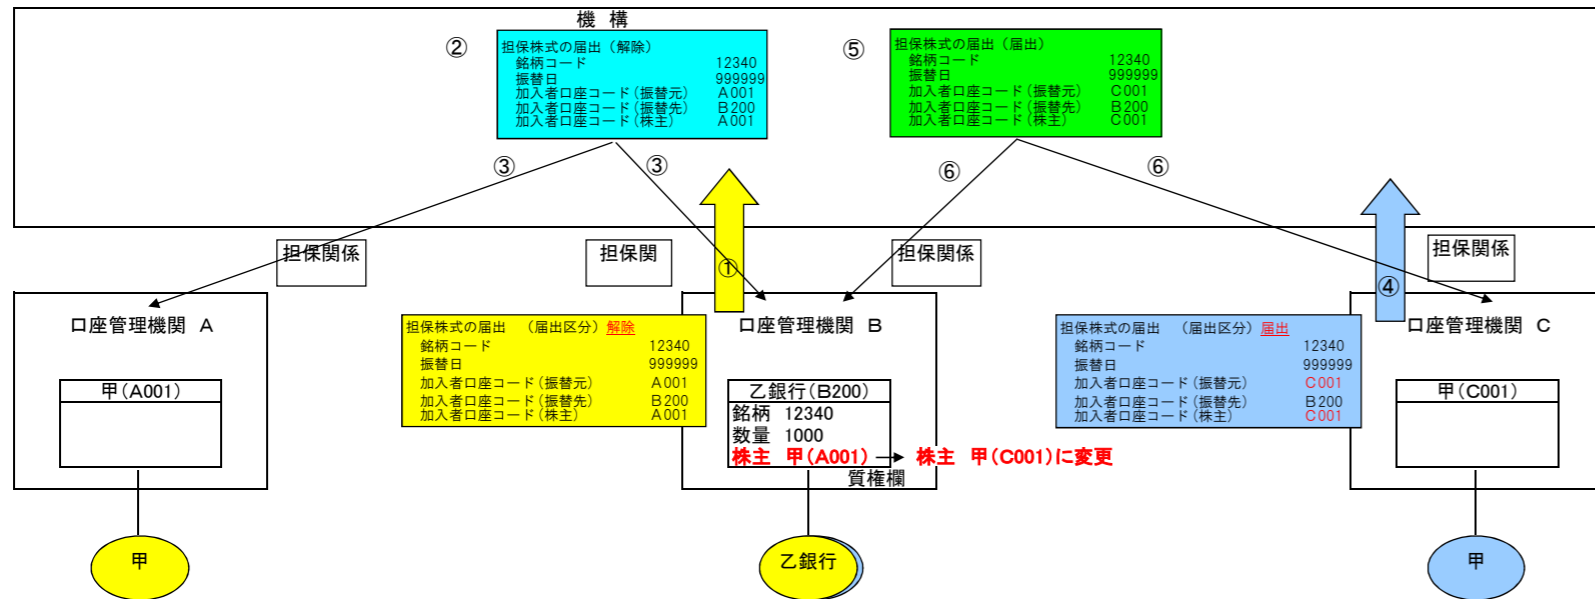 機 構
②
担保株式の届出（解除）
銘柄コード 12340
振替日 999999
加入者口座コード（振替元） A001
加入者口座コード（振替先） B200
加入者口座コード（株主） A001
⑤
担保株式の届出（届出）
銘柄コード 12340
振替日 999999
加入者口座コード（振替元） C001
加入者口座コード（振替先） B200
加入者口座コード（株主） C001
③
③
⑥
⑥
担保関係
担保関
①
担保関係
担保関係
④
口座管理機関 A
甲（A001）
甲
担保株式の届出 （届出区分）解除
銘柄コード 12340
振替日 999999
加入者口座コード（振替元） A001
加入者口座コード（振替先） B200
加入者口座コード（株主） A001
口座管理機関 B
乙銀行（B200）
銘柄 12340
数量 1000
株主 甲（A001） 株主 甲（C001）に変更
質権欄
乙銀行
担保株式の届出 （届出区分）届出
銘柄コード 12340
振替日 999999
加入者口座コード（振替元） C001
加入者口座コード（振替先） B200
加入者口座コード（株主） C001
口座管理機関 C
甲（C001）
甲